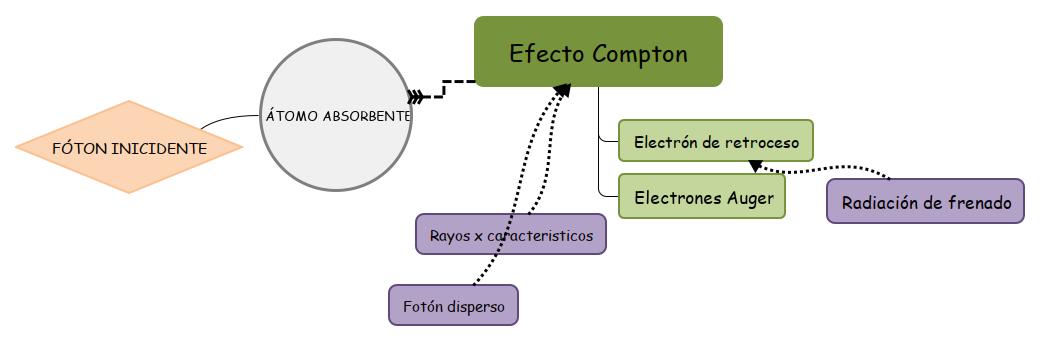 Efecto Compton
ÁTOMO ABSORBENTE
FÓTON INICIDENTE
Electrón de retroceso
Electrones Auger
Radiación de frenado
Rayos x caracteristicos
Fotón disperso